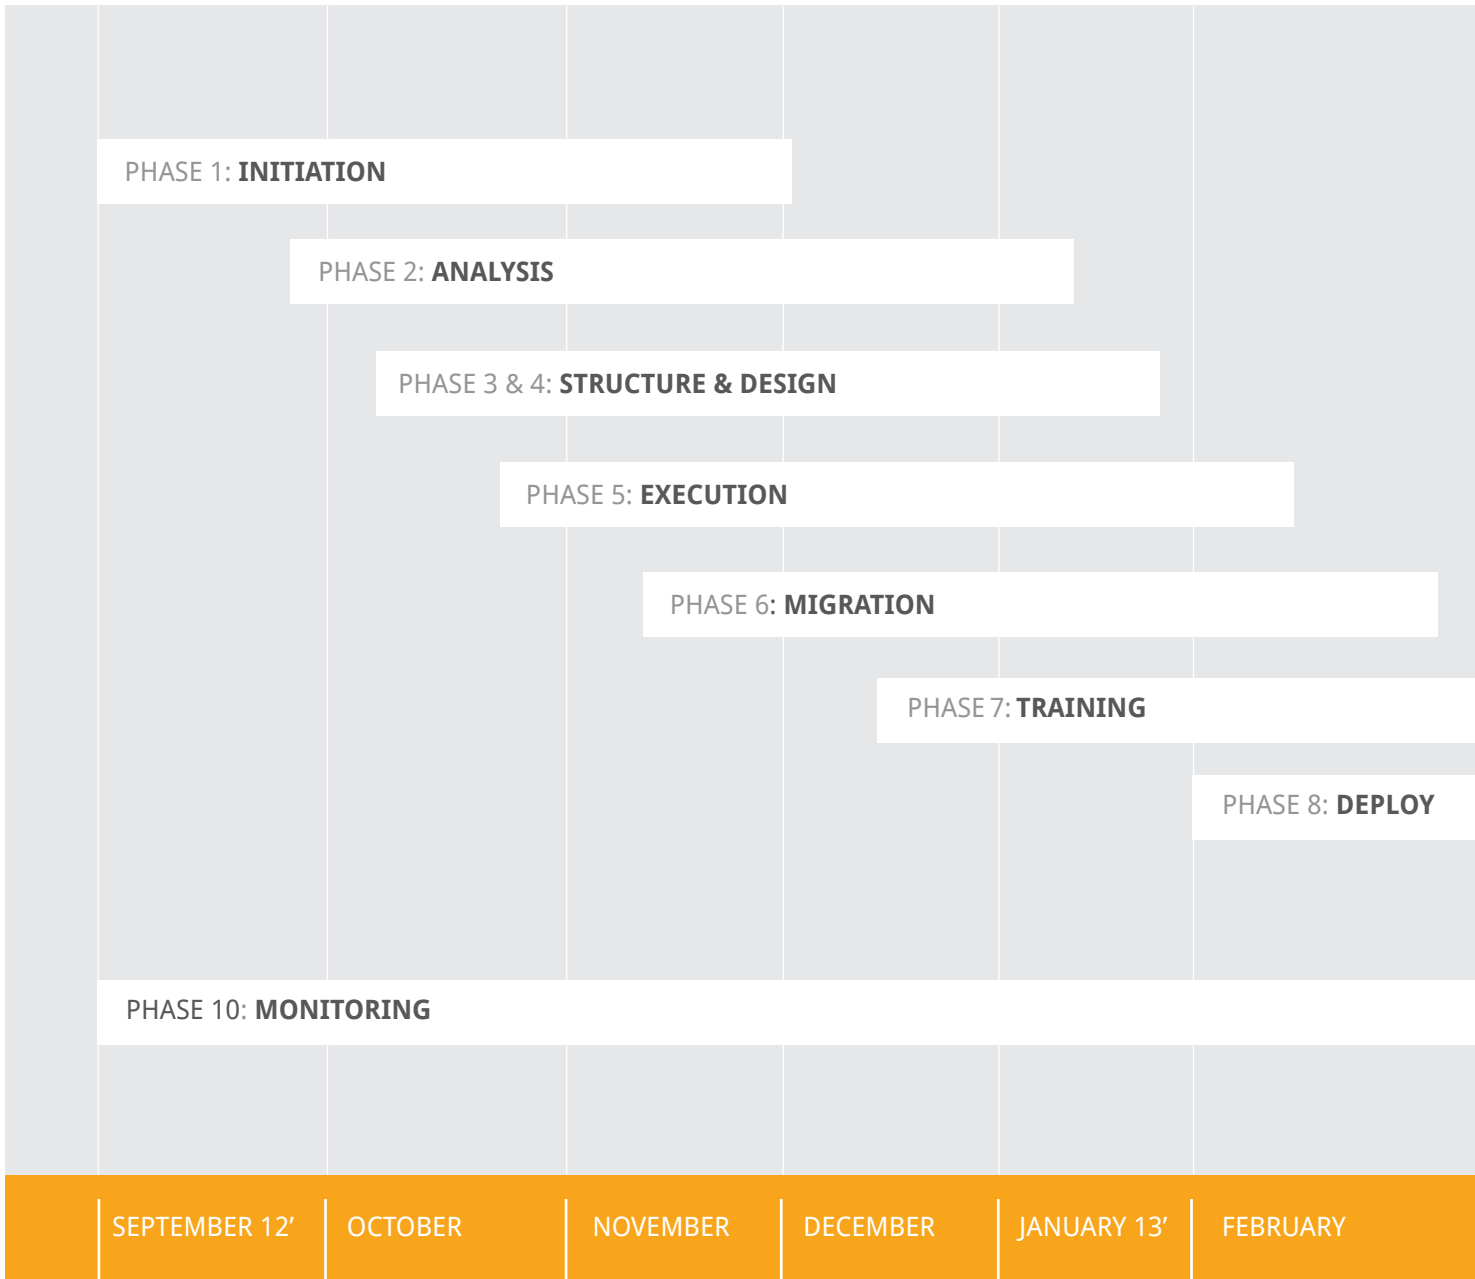 PHASE 1: INITIATION
PHASE 2: ANALYSIS
PHASE 3 & 4: STRUCTURE & DESIGN
PHASE 5: EXECUTION
PHASE 6: MIGRATION
PHASE 7: TRAINING
PHASE 8: DEPLOY
PHASE 10: MONITORING
SEPTEMBER 12’ OCTOBER NOVEMBER DECEMBER JANUARY 13’ FEBRUARY